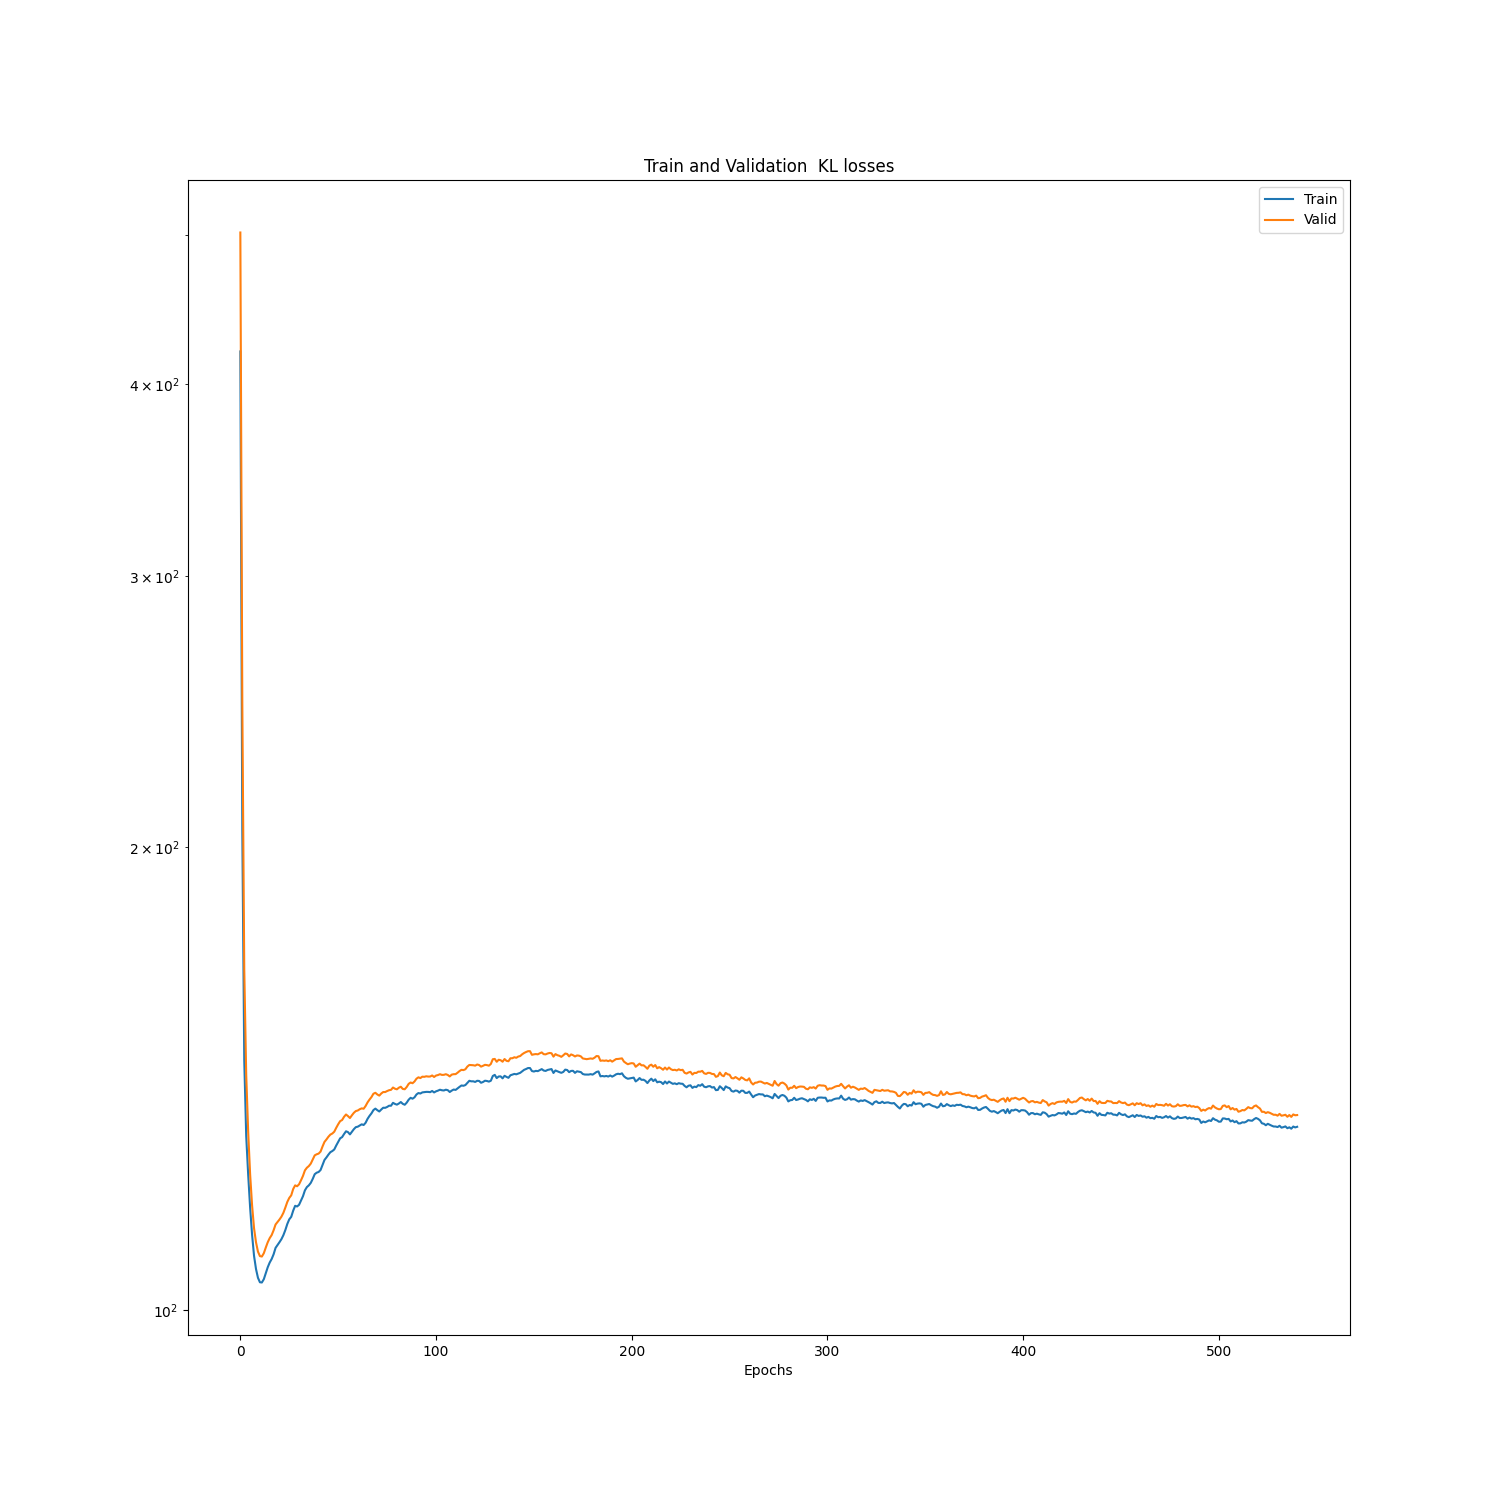 Train and Validation  KL losses
Train
Valid
4 × 10²
3 × 10²
2 × 10²
10²
0 100 200 300 400 500
Epochs